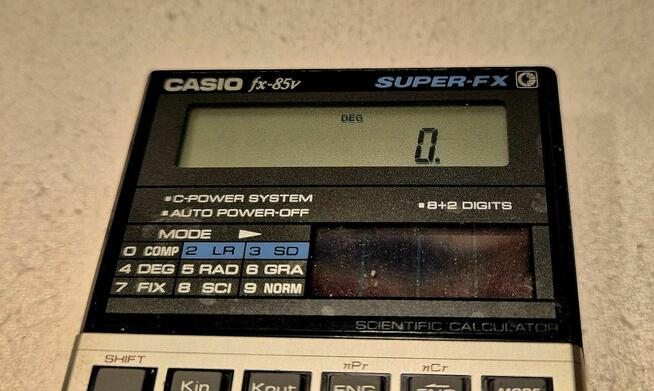 CASIO fx-85v SUPER-FX
DEG
0.
C-POWER SYSTEM
AUTO POWER-OFF
8+2 DIGITS
MODE
0 COMP 2 LR 3 SD
4 DEG 5 RAD 6 GRA
7 FIX 8 SCI 9 NORM
SCIENTIFIC CALCULATOR
SHIFT nPr nCr
Kin Kout ENG ENG MODE